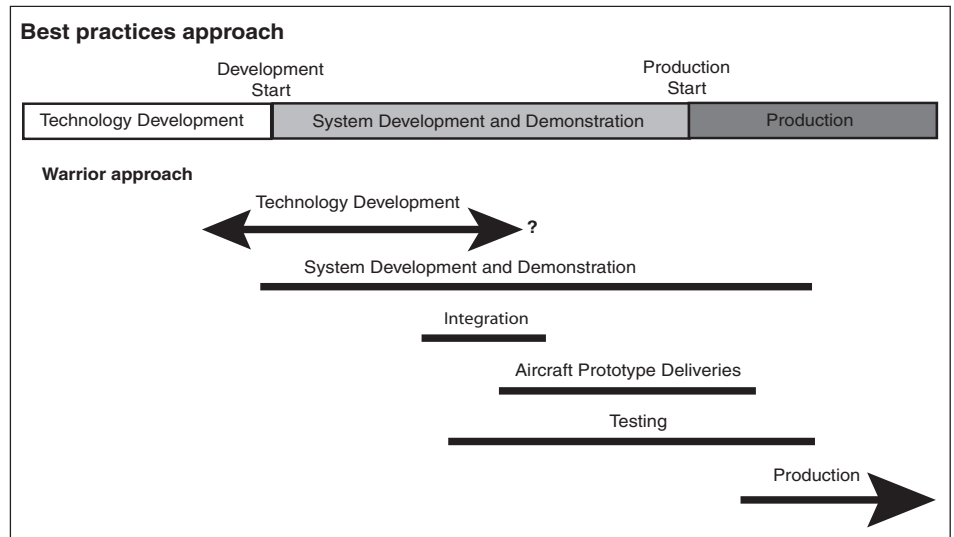 Best practices approach
Development
Start
Production
Start
Technology Development
System Development and Demonstration
Production
Warrior approach
Technology Development
?
System Development and Demonstration
Integration
Aircraft Prototype Deliveries
Testing
Production